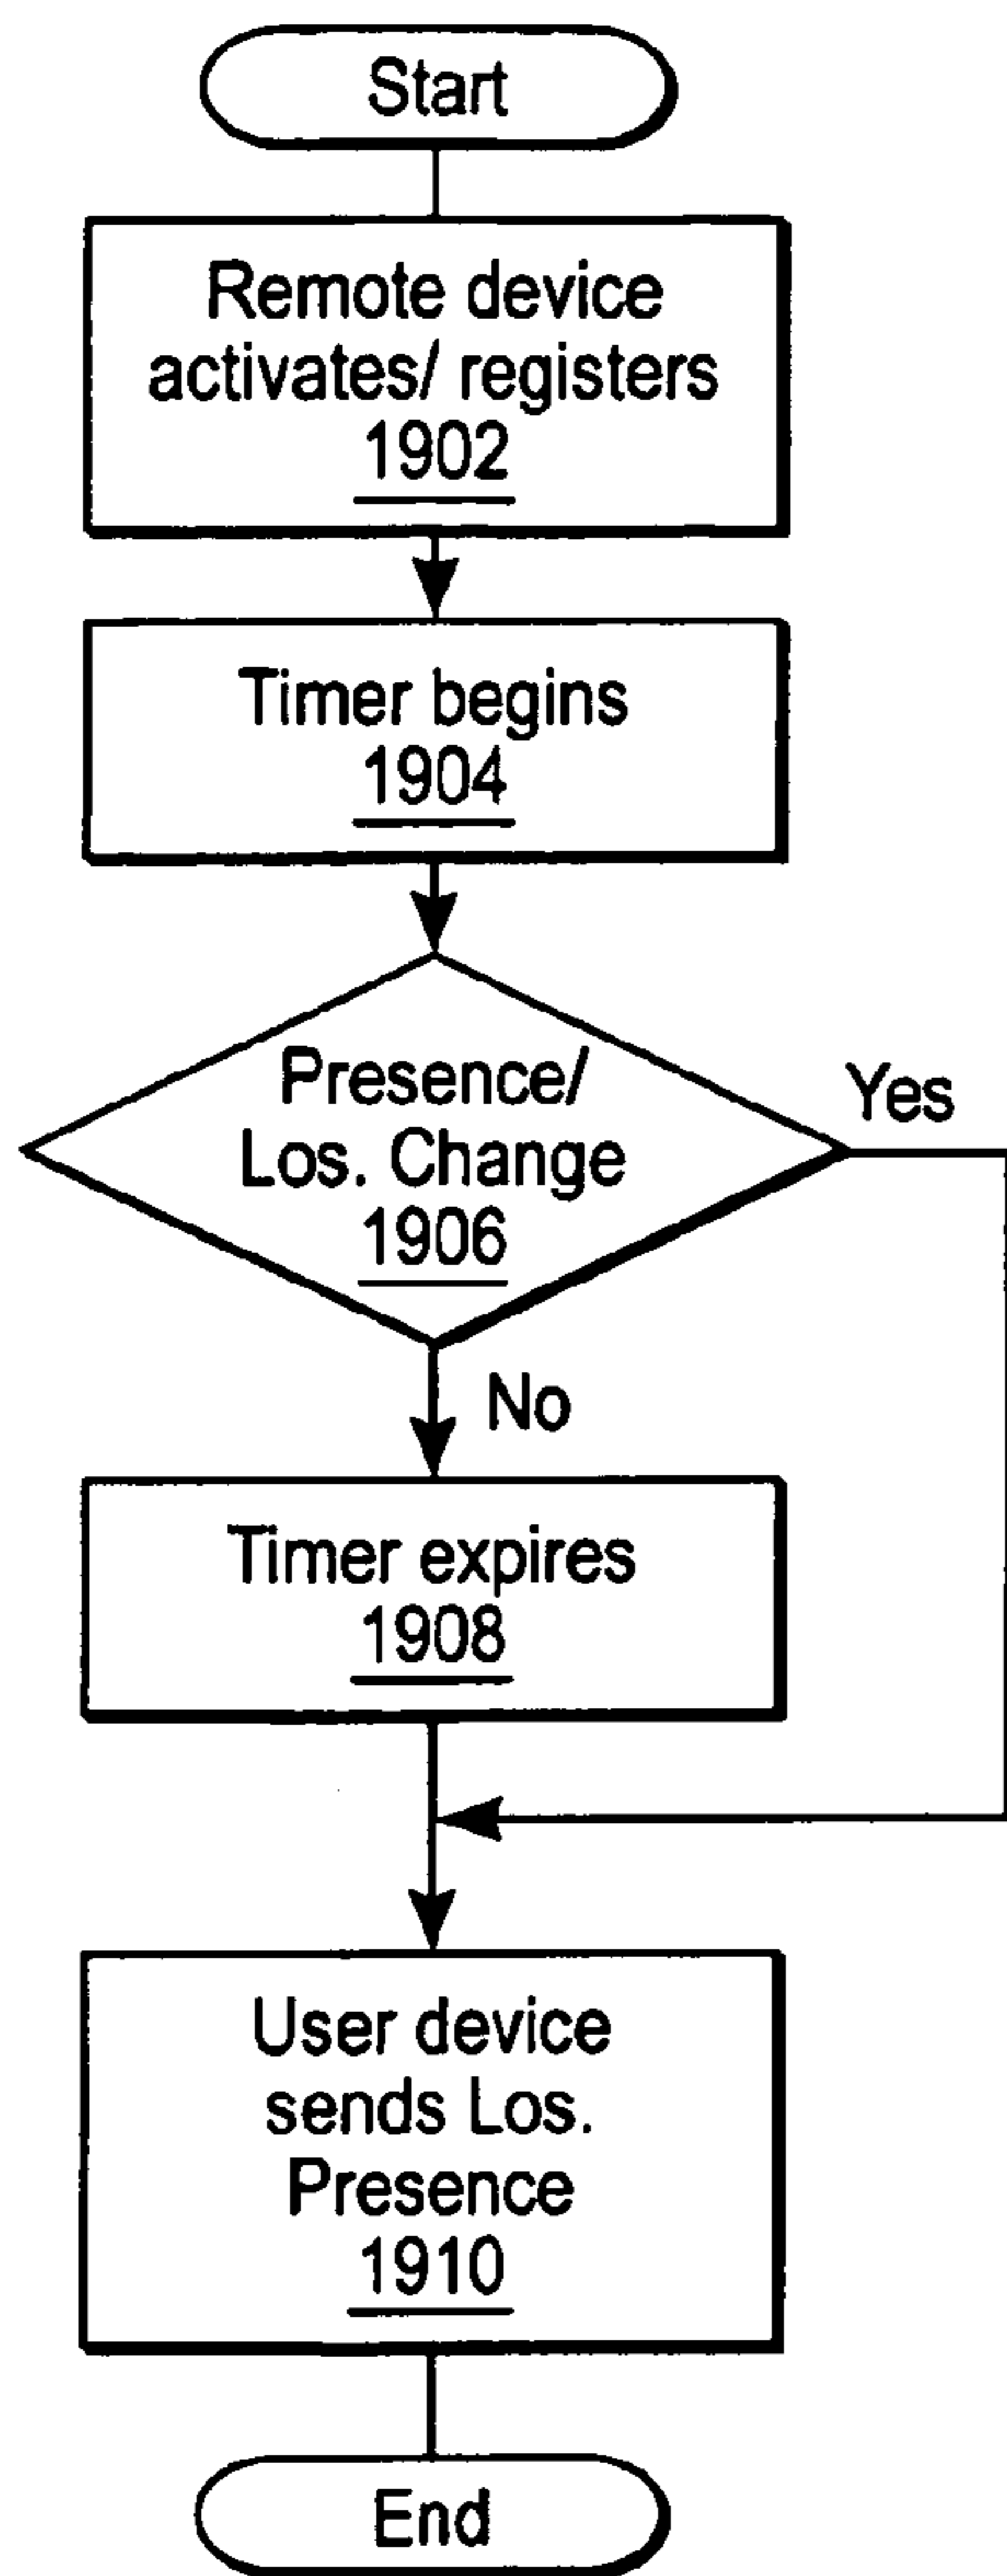 Start
Remote device
activates/ registers
1902
Timer begins
1904
Presence/
Los. Change
1906
Yes
No
Timer expires
1908
User device
sends Los.
Presence
1910
End